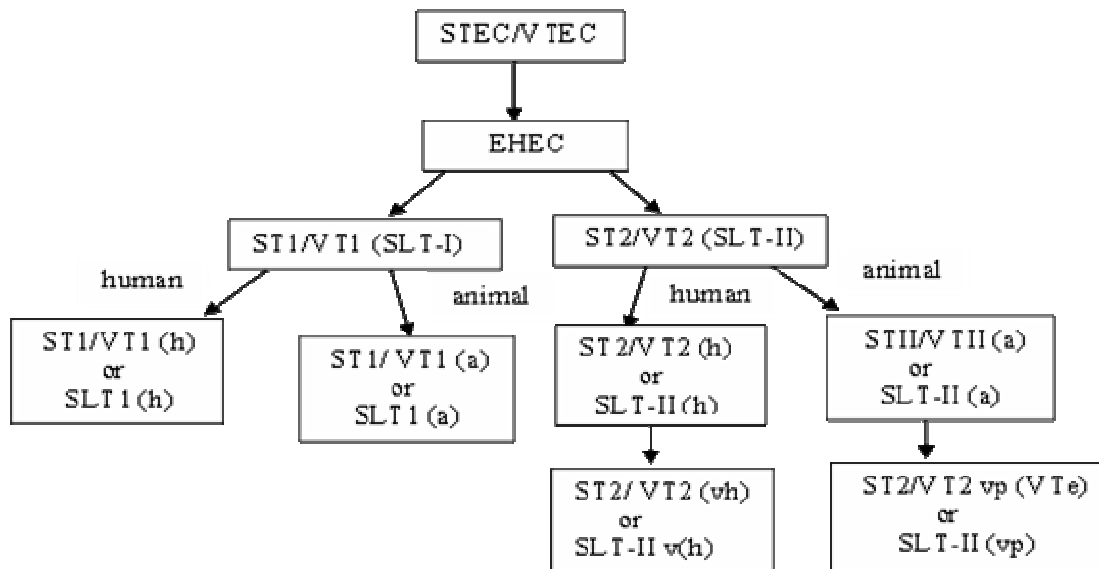 STEC/VTEC
EHEC
ST1/VT1 (SLT-I)
ST2/VT2 (SLT-II)
human
animal
human
animal
ST1/VT1 (h)
or
SLT1 (h)
ST1/ VT1 (a)
or
SLT1 (a)
ST2/VT2 (h)
or
SLT-II (h)
STII/VTII (a)
or
SLT-II (a)
ST2/ VT2 (vh)
or
SLT-II v(h)
ST2/VT2 vp (VTe)
or
SLT-II (vp)